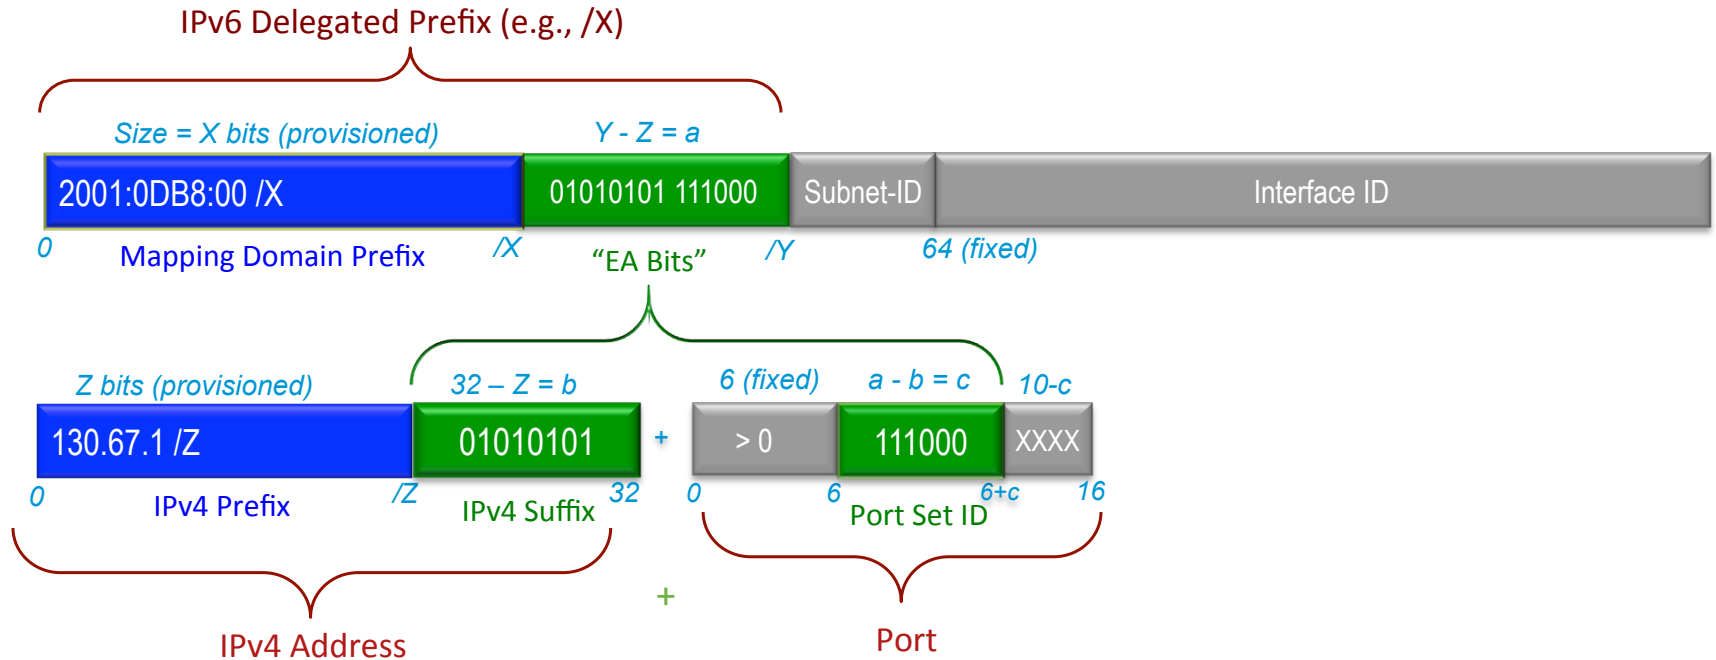 IPv6 Delegated Prefix (e.g., /X)
Size = X bits (provisioned)
Y - Z = a
2001:0DB8:00 /X
01010101 111000
Subnet-ID
Interface ID
0
Mapping Domain Prefix
/X
“EA Bits”
/Y
64 (fixed)
Z bits (provisioned)
32 – Z = b
6 (fixed)
a - b = c
10-c
130.67.1 /Z
01010101
+
> 0
111000
XXXX
0
IPv4 Prefix
/Z
IPv4 Suffix
32
0
6
Port Set ID
6+c
16
+
IPv4 Address
Port